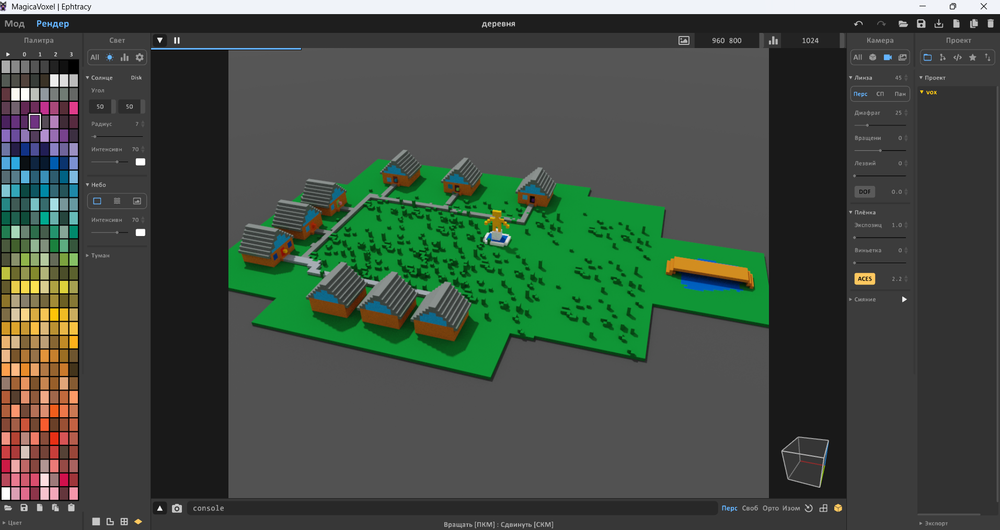 MagicaVoxel | Ephtracy
Мод Рендер
деревня
Палитра
0 1 2 3
Цвет
Свет
All
Солнце Disk
Угол
50 50
Радиус 7
Интенсивн 70
Небо
Интенсивн 70
Туман
960 800
1024
console
Перс Своб Орто Изом
Вращать [ПКМ] : Сдвинуть [СКМ]
Камера
All
Линза 45
Перс СП Пан
Диафраг 25
Вращени 0
Лезвий 0
DOF 0.0
Плёнка
Экспозиц 1.0
Виньетка 0
ACES 2.2
Сияние
Проект
Проект
vox
Экспорт